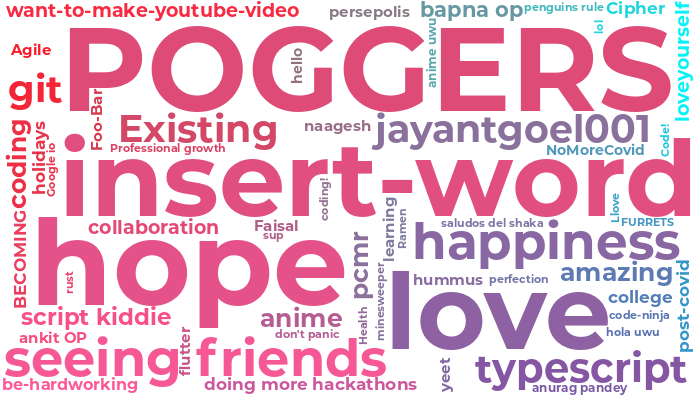 want-to-make-youtube-video
persepolis
bapna op
penguins rule
Cipher
lol
loveyourself
Agile
POGGERS
hello
anime uwu
git
Foo-Bar
Existing
naagesh
jayantgoel001
Code!
coding
holidays
Google io
Professional growth
NoMoreCovid
insert-word
coding!
Llove
FURRETS
collaboration
Faisal
sup
learning
Ramen
saludos del shaka
BECOMING
hope
rust
pcmr
happiness
minesweeper
hummus
perfection
amazing
post-covid
love
college
code-ninja
hola uwu
script kiddie
anime
don't panic
Health
ankit OP
flutter
seeing friends
yeet
typescript
be-hardworking
doing more hackathons
anurag pandey